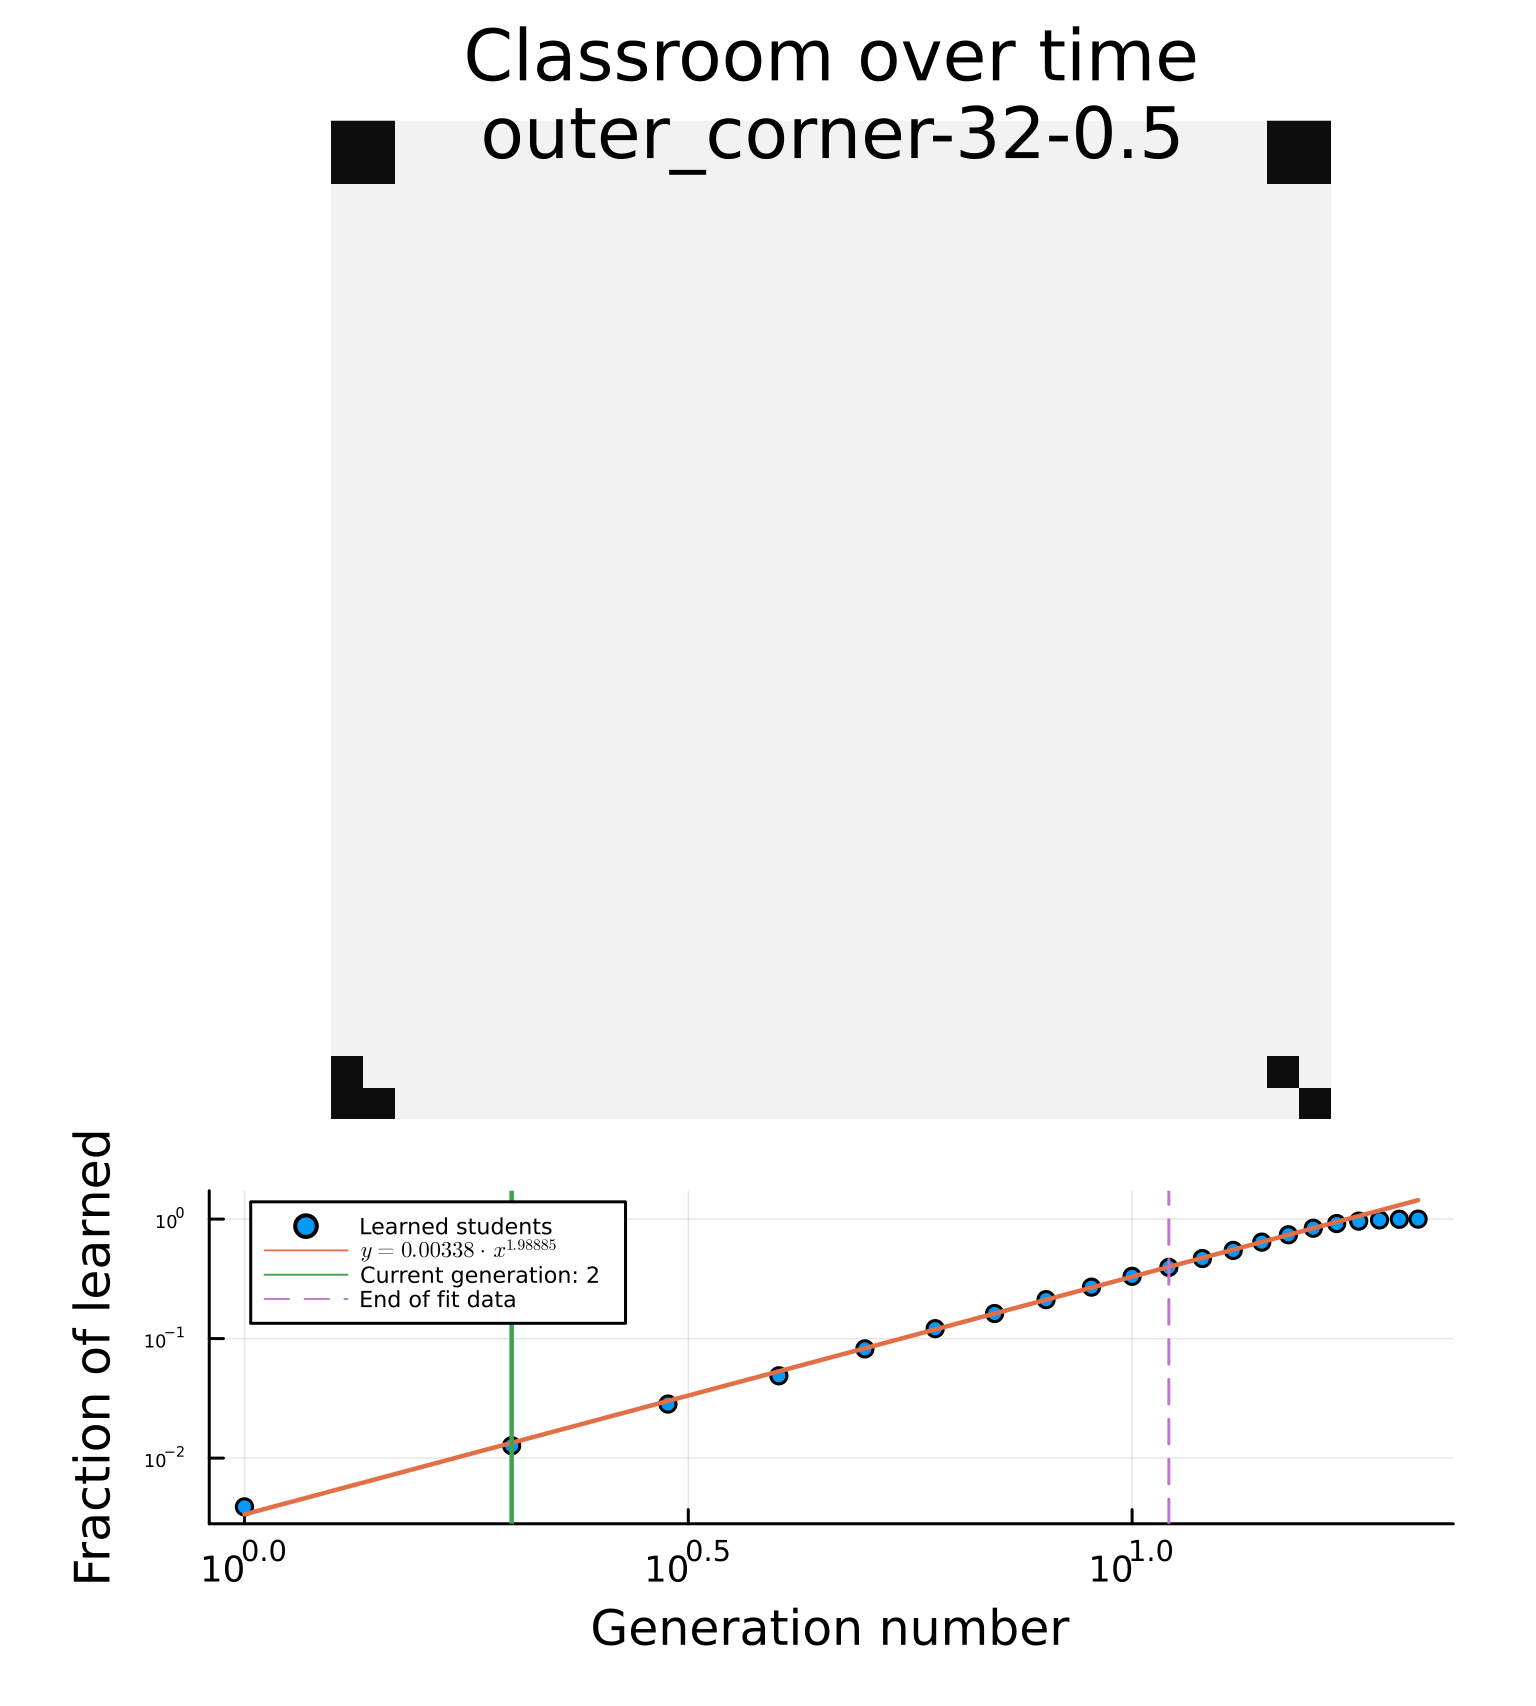 Classroom over time
outer_corner-32-0.5
Fraction of learned
10^0
10^−1
10^−2
Learned students
y = 0.00338 · x^1.98885
Current generation: 2
End of fit data
10^0.0
10^0.5
10^1.0
Generation number